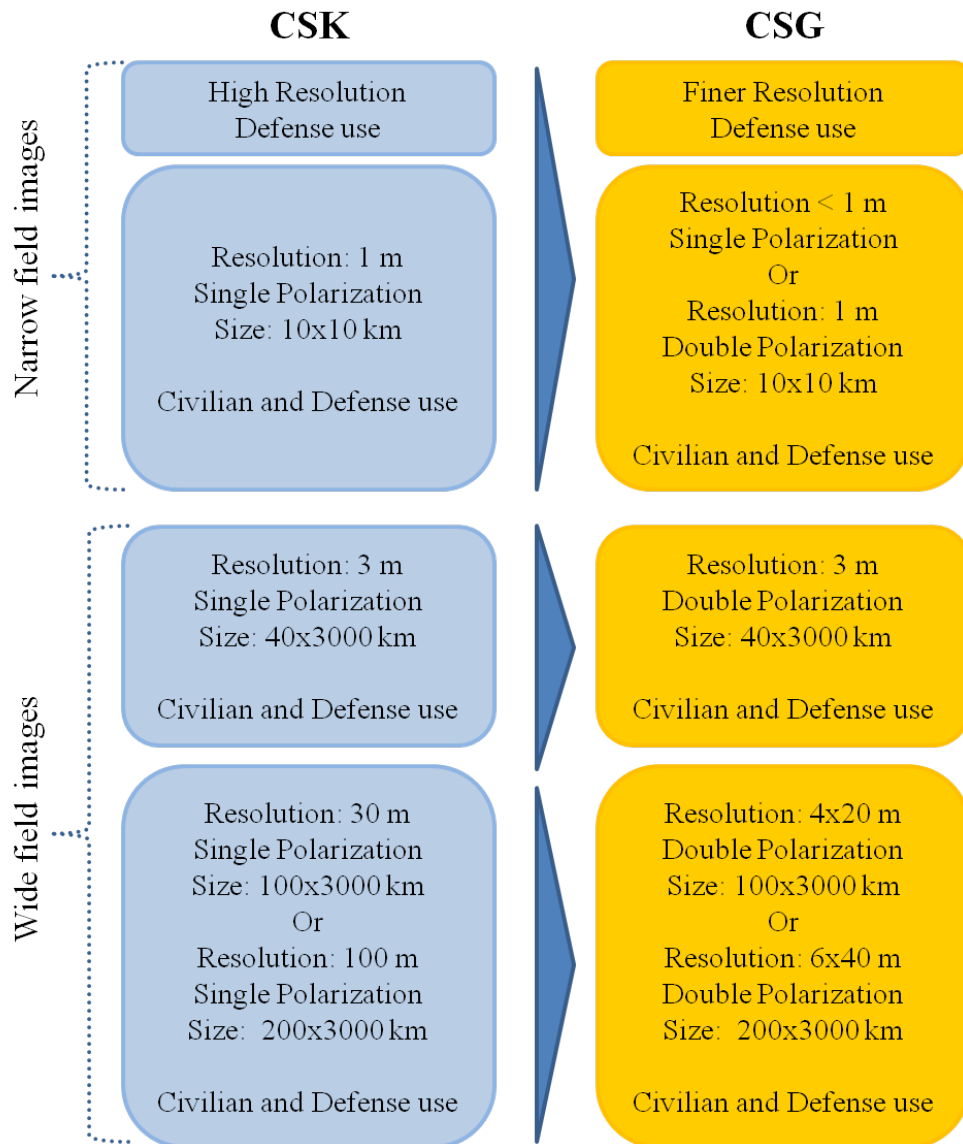 CSK
CSG
Narrow field images
High Resolution
Defense use
Finer Resolution
Defense use
Resolution: 1 m
Single Polarization
Size: 10x10 km
Civilian and Defense use
Resolution < 1 m
Single Polarization
Or
Resolution: 1 m
Double Polarization
Size: 10x10 km
Civilian and Defense use
Wide field images
Resolution: 3 m
Single Polarization
Size: 40x3000 km
Civilian and Defense use
Resolution: 3 m
Double Polarization
Size: 40x3000 km
Civilian and Defense use
Resolution: 30 m
Single Polarization
Size: 100x3000 km
Or
Resolution: 100 m
Single Polarization
Size: 200x3000 km
Civilian and Defense use
Resolution: 4x20 m
Double Polarization
Size: 100x3000 km
Or
Resolution: 6x40 m
Double Polarization
Size: 200x3000 km
Civilian and Defense use